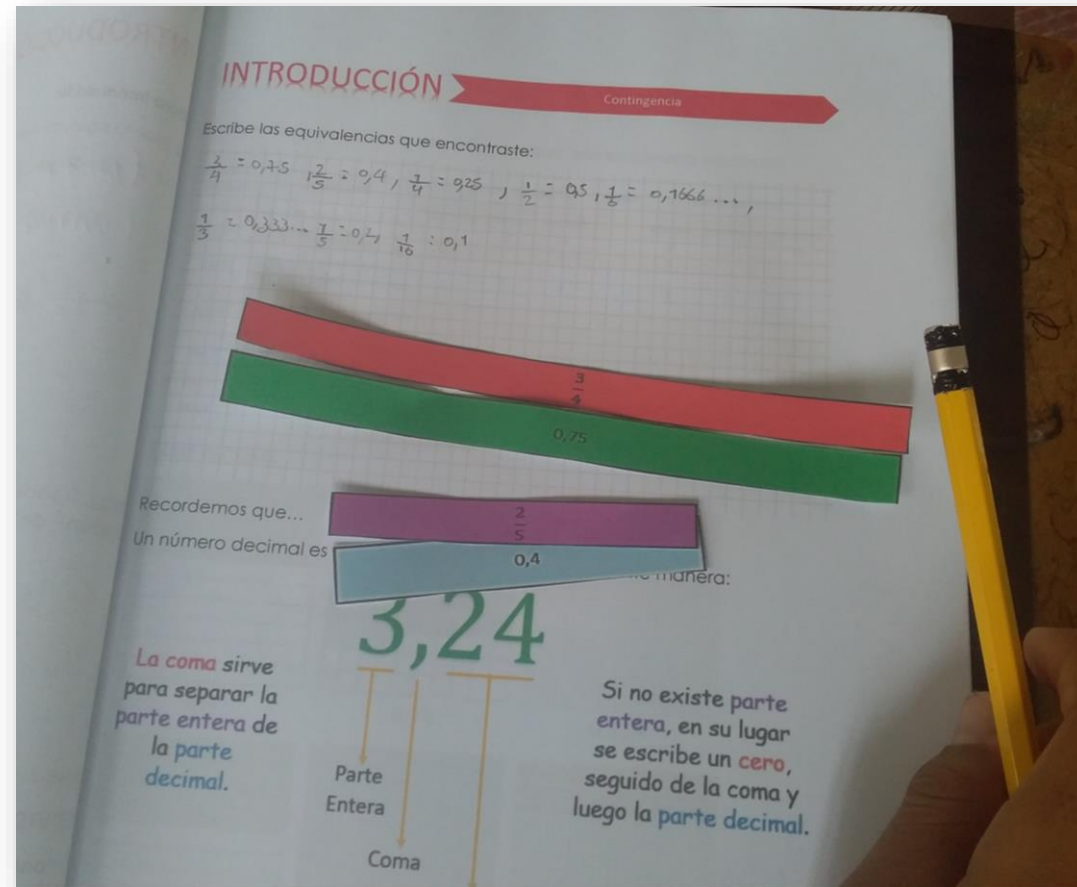 INTRODUCCIÓN
Contingencia
Escribe las equivalencias que encontraste:
3/4 = 0,75 , 2/5 = 0,4 , 1/4 = 0,25 , 1/2 = 0,5 , 1/6 = 0,1666... ,
1/3 = 0,333... 1/5 = 0,2, 1/10 = 0,1
3/4
0,75
Recordemos que...
2/5
Un número decimal es
0,4
manera:
3,24
La coma sirve
para separar la
parte entera de
la parte
decimal.
Parte
Entera
Coma
Si no existe parte
entera, en su lugar
se escribe un cero,
seguido de la coma y
luego la parte decimal.